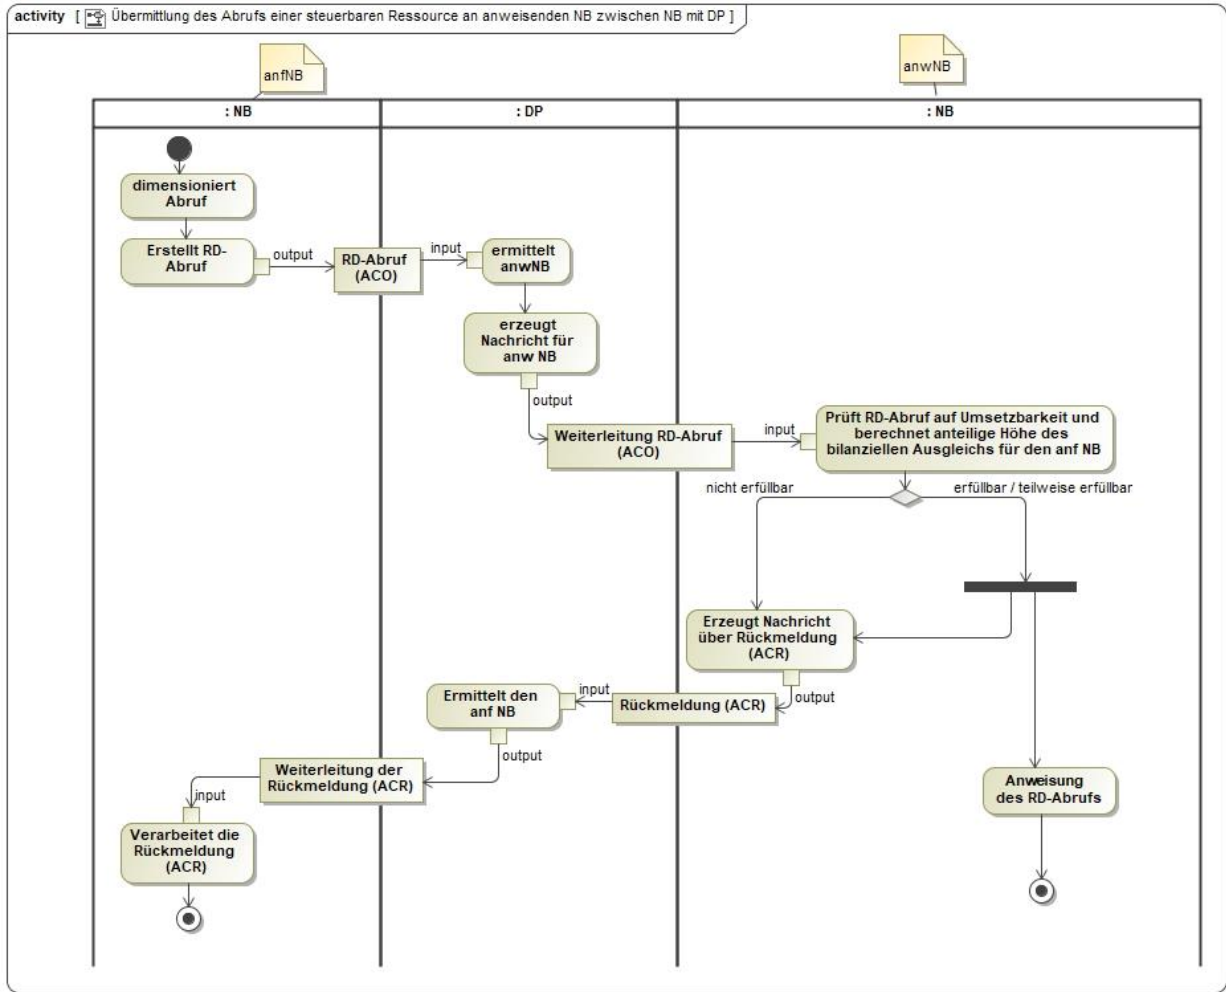 activity [ Übermittlung des Abrufs einer steuerbaren Ressource an anweisenden NB zwischen NB mit DP ]
anfNB
anwNB
: NB
: DP
: NB
dimensioniert
Abruf
Erstellt RD-
Abruf
output
RD-Abruf
(ACO)
input
ermittelt
anwNB
erzeugt
Nachricht für
anw NB
output
Weiterleitung RD-Abruf
(ACO)
input
Prüft RD-Abruf auf Umsetzbarkeit und
berechnet anteilige Höhe des
bilanziellen Ausgleichs für den anf NB
nicht erfüllbar
erfüllbar / teilweise erfüllbar
Erzeugt Nachricht
über Rückmeldung
(ACR)
output
Rückmeldung (ACR)
input
Ermittelt den
anf NB
output
Weiterleitung der
Rückmeldung (ACR)
input
Verarbeitet die
Rückmeldung
(ACR)
Anweisung
des RD-Abrufs